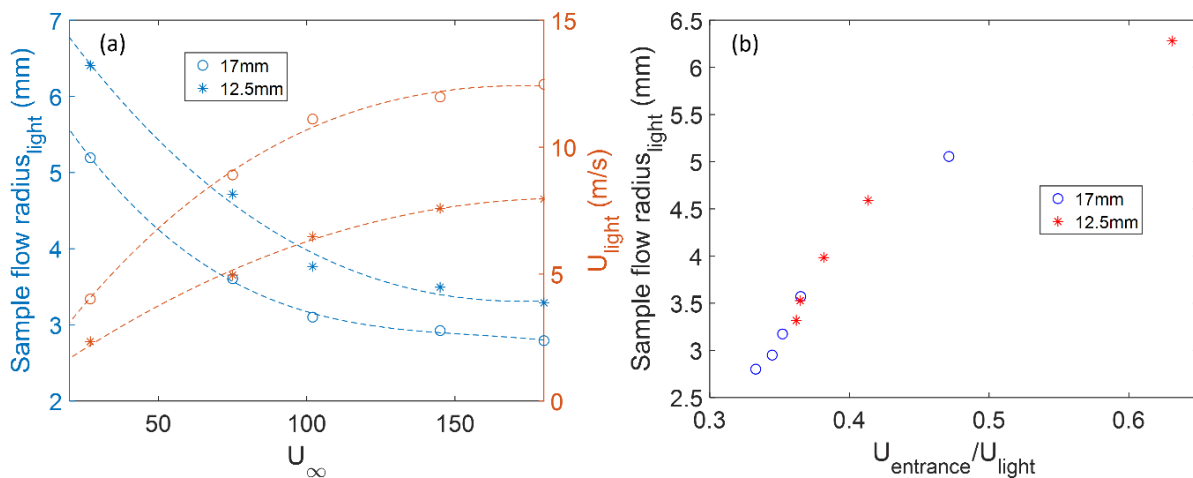 (a)
17mm
12.5mm
Sample flow radius_light (mm)
7
6
5
4
3
2
50
100
150
U_∞
15
10
5
0
U_light (m/s)
(b)
17mm
12.5mm
Sample flow radius_light (mm)
6.5
6
5.5
5
4.5
4
3.5
3
2.5
0.3
0.4
0.5
0.6
U_entrance/U_light